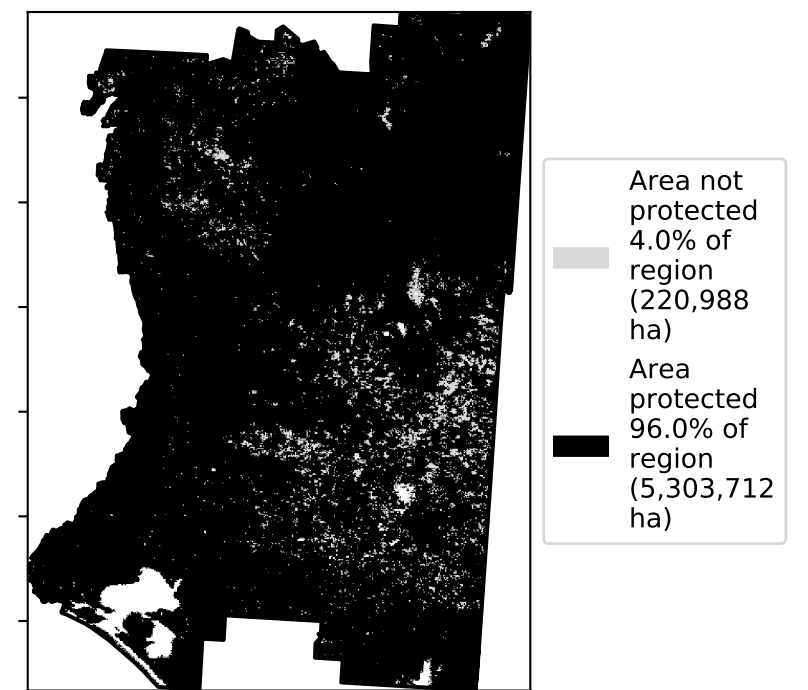 Area not
protected
4.0% of
region
(220,988
ha)
Area
protected
96.0% of
region
(5,303,712
ha)